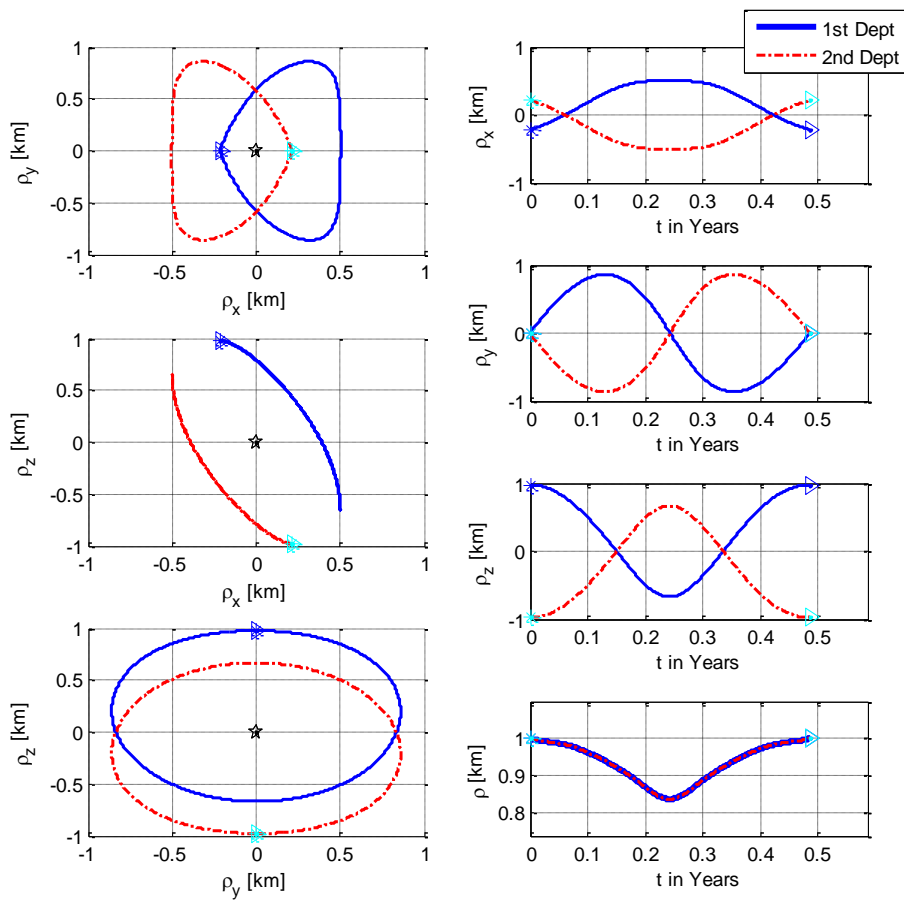 1st Dept
2nd Dept
1
0.5
0
-0.5
-1
ρy [km]
-1 -0.5 0 0.5 1
ρx [km]
1
0
-1
ρx [km]
0 0.1 0.2 0.3 0.4 0.5
t in Years
1
0.5
0
-0.5
-1
ρz [km]
-1 -0.5 0 0.5 1
ρx [km]
1
0
-1
ρy [km]
0 0.1 0.2 0.3 0.4 0.5
t in Years
1
0.5
0
-0.5
-1
ρz [km]
-1 -0.5 0 0.5 1
ρy [km]
1
0
-1
ρz [km]
0 0.1 0.2 0.3 0.4 0.5
t in Years
1
0.9
0.8
ρ [km]
0 0.1 0.2 0.3 0.4 0.5
t in Years